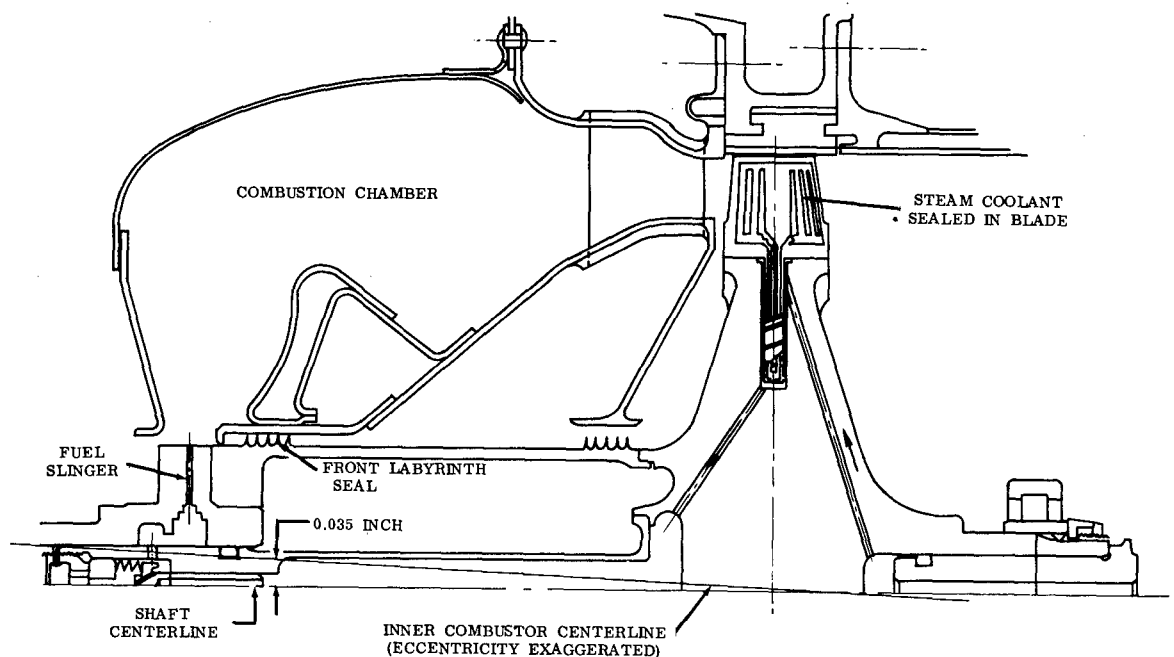 COMBUSTION CHAMBER
STEAM COOLANT
SEALED IN BLADE
FUEL
SLINGER
FRONT LABYRINTH
SEAL
0.035 INCH
SHAFT
CENTERLINE
INNER COMBUSTOR CENTERLINE
(ECCENTRICITY EXAGGERATED)